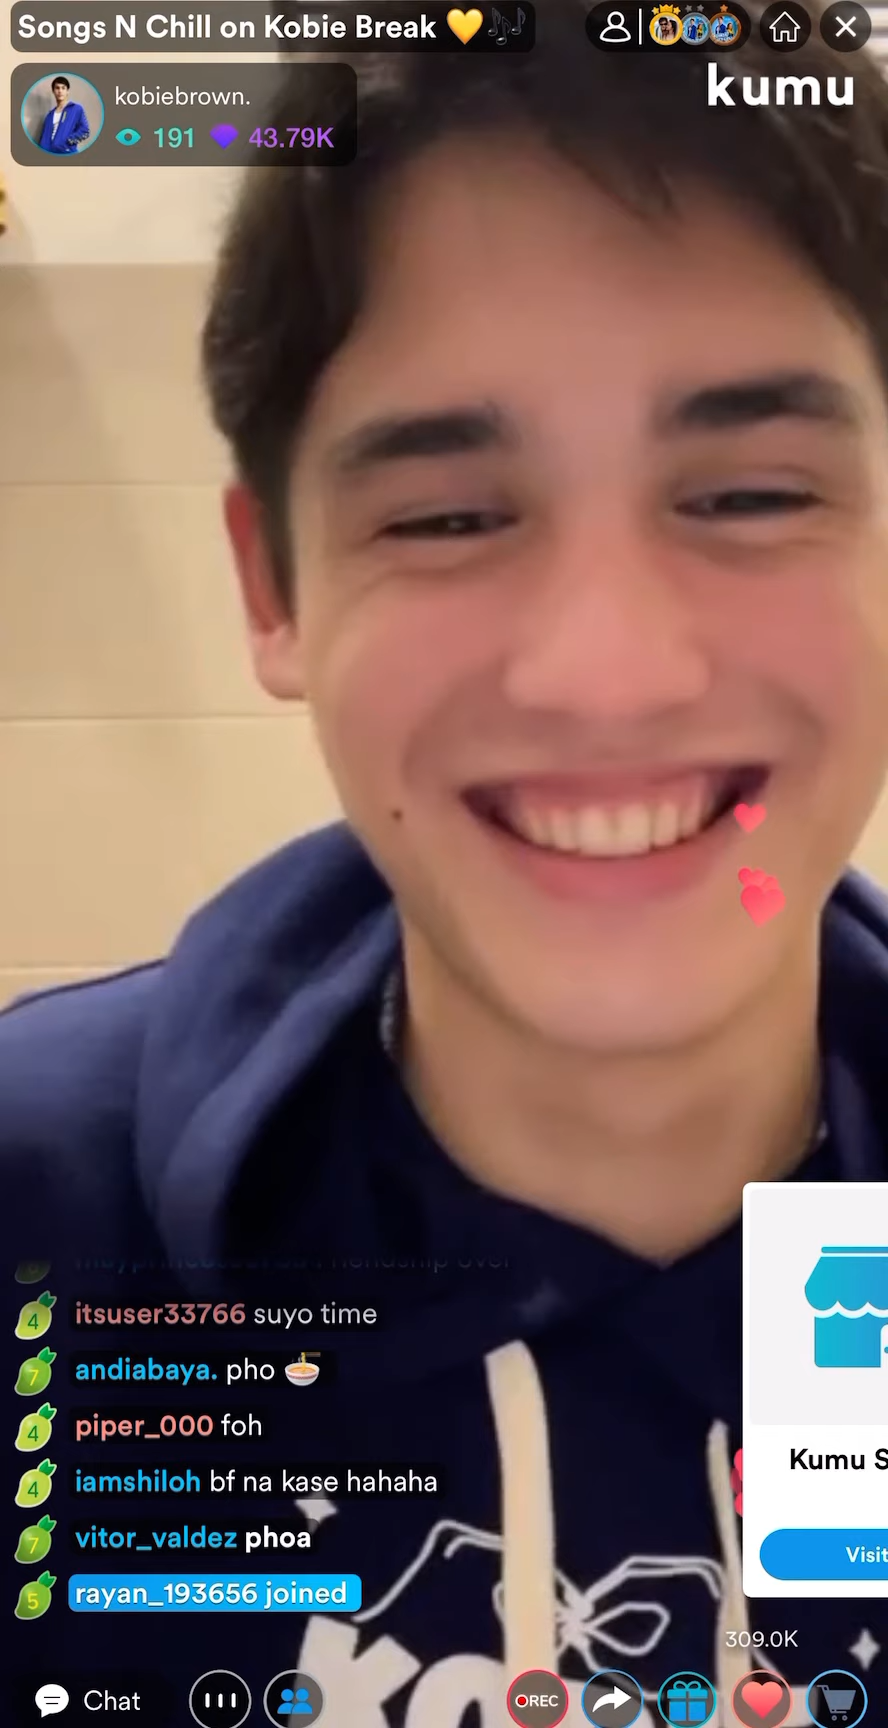 Songs N Chill on Kobie Break 💛🎶
kumu
kobiebrown.
191 43.79K
itsuser33766 suyo time
4
andiabaya. pho 🍜
7
piper_000 foh
4
iamshiloh bf na kase hahaha
4
vitor_valdez phoa
7
rayan_193656 joined
5
Kumu S
Visit
309.0K
Chat
REC